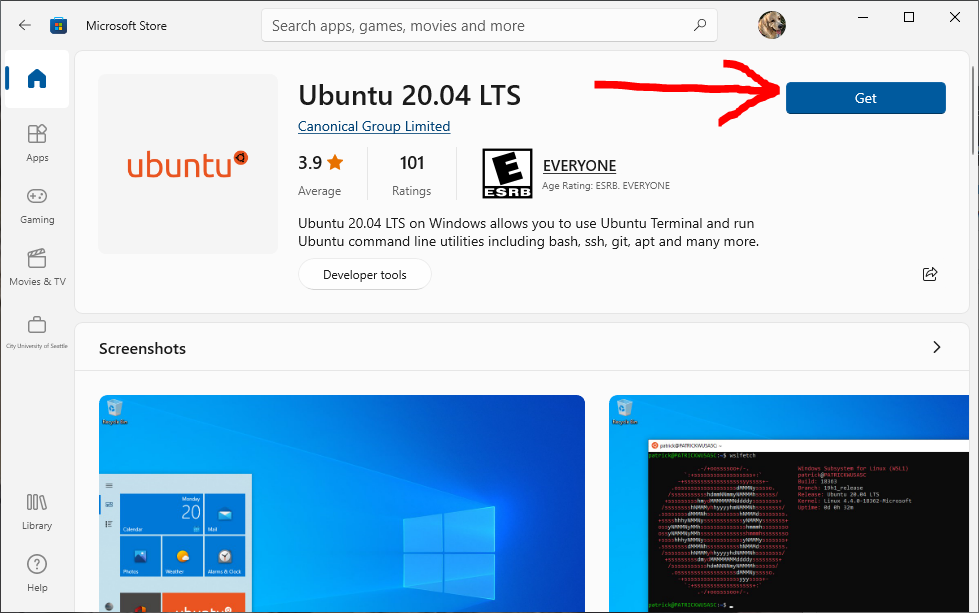 Microsoft Store
Search apps, games, movies and more
Apps
Gaming
Movies & TV
City University of Seattle
Library
Help
ubuntu
Ubuntu 20.04 LTS
Canonical Group Limited
3.9
Average
101
Ratings
E
ESRB
EVERYONE
Age Rating: ESRB. EVERYONE
Get
Ubuntu 20.04 LTS on Windows allows you to use Ubuntu Terminal and run
Ubuntu command line utilities including bash, ssh, git, apt and many more.
Developer tools
Screenshots
Recycle Bin
Monday
20
Calendar
Mail
Photos
Weather
Alarms & Clock
ubuntu
Recycle Bin
patrick@PATRICKWUSASC: ~
patrick@PATRICKWUSASC:~$ wslfetch
Windows Subsystem for Linux (WSL1)
patrick@PATRICKWUSASC
Build: 18363
Branch: 19h1_release
Release: Ubuntu 20.04 LTS
Kernel: Linux 4.4.0-18362-Microsoft
Uptime: 0d 0h 32m
patrick@PATRICKWUSASC:~$